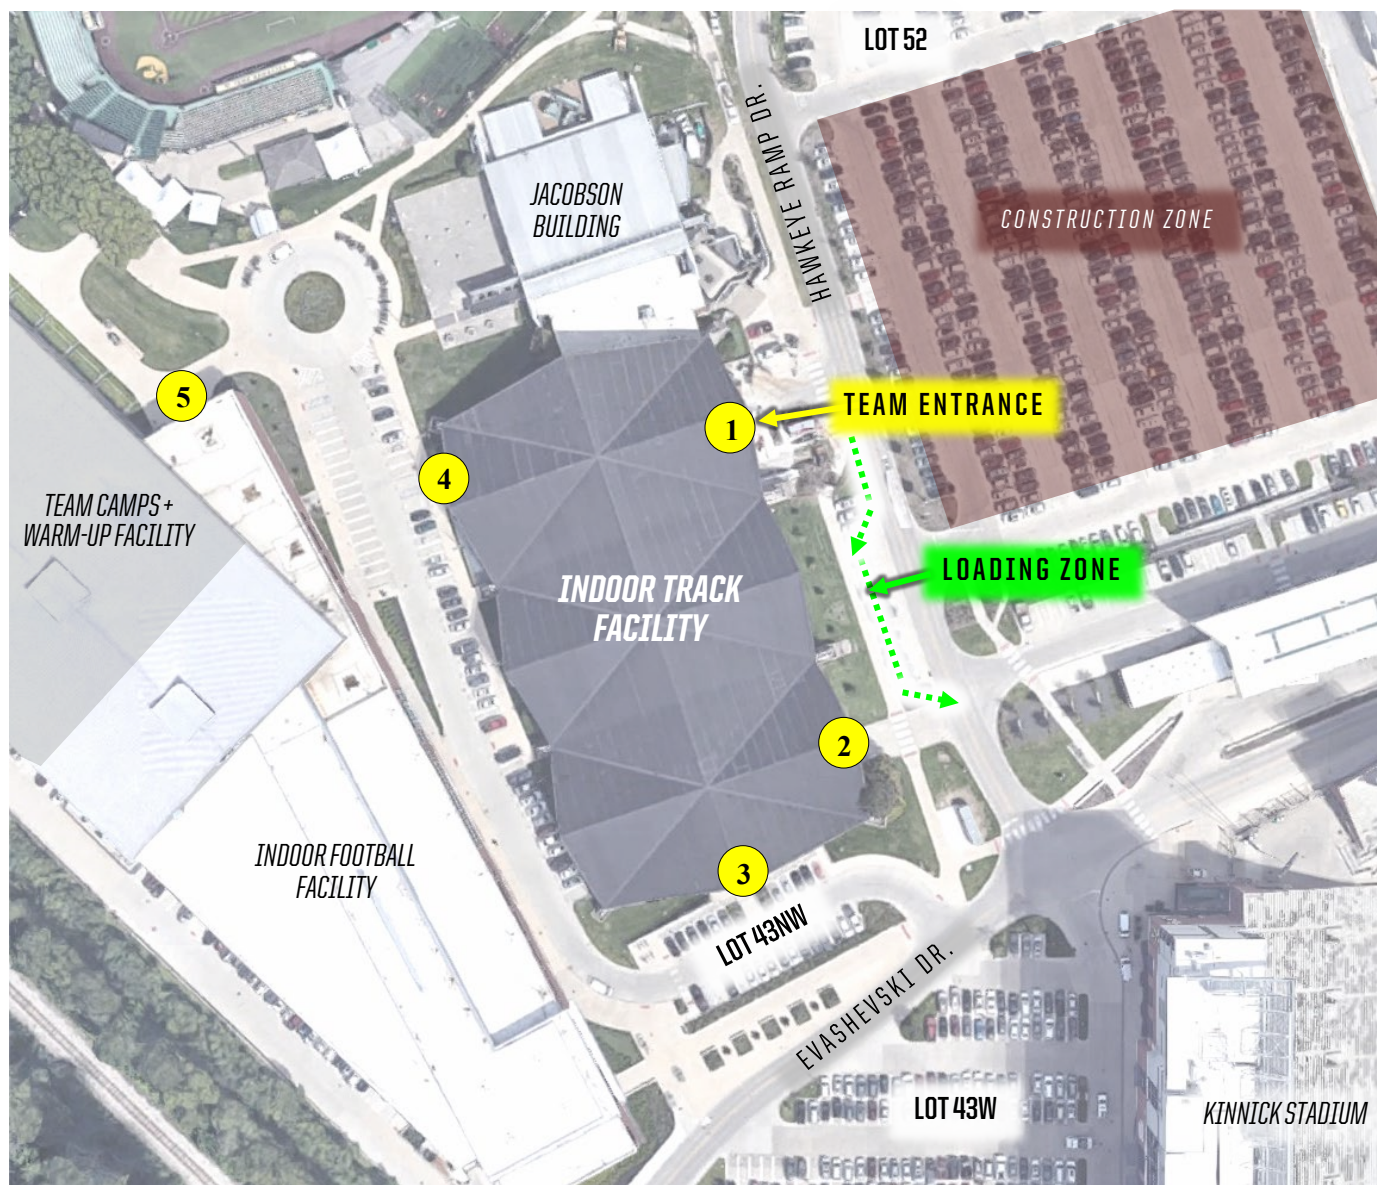 LOT 52
HAWKEYE RAMP DR.
JACOBSON
BUILDING
CONSTRUCTION ZONE
5
1
TEAM ENTRANCE
4
TEAM CAMPS +
WARM-UP FACILITY
LOADING ZONE
INDOOR TRACK
FACILITY
2
INDOOR FOOTBALL
FACILITY
3
LOT 43NW
EVASHEVSKI DR.
LOT 43W
KINNICK STADIUM